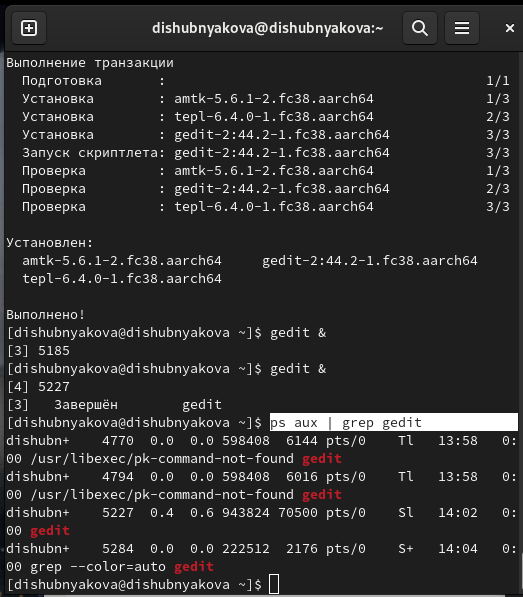 dishubnyakova@dishubnyakova:~
Выполнение транзакции
  Подготовка       :                                        1/1
  Установка        : amtk-5.6.1-2.fc38.aarch64              1/3
  Установка        : tepl-6.4.0-1.fc38.aarch64              2/3
  Установка        : gedit-2:44.2-1.fc38.aarch64            3/3
  Запуск скриптлета: gedit-2:44.2-1.fc38.aarch64            3/3
  Проверка         : amtk-5.6.1-2.fc38.aarch64              1/3
  Проверка         : gedit-2:44.2-1.fc38.aarch64            2/3
  Проверка         : tepl-6.4.0-1.fc38.aarch64              3/3
Установлен:
  amtk-5.6.1-2.fc38.aarch64     gedit-2:44.2-1.fc38.aarch64
  tepl-6.4.0-1.fc38.aarch64
Выполнено!
[dishubnyakova@dishubnyakova ~]$ gedit &
[3] 5185
[dishubnyakova@dishubnyakova ~]$ gedit &
[4] 5227
[3]   Завершён        gedit
[dishubnyakova@dishubnyakova ~]$ ps aux | grep gedit
dishubn+    4770  0.0  0.0 598408  6144 pts/0    Tl   13:58   0:
00 /usr/libexec/pk-command-not-found gedit
dishubn+    4794  0.0  0.0 598408  6016 pts/0    Tl   13:58   0:
00 /usr/libexec/pk-command-not-found gedit
dishubn+    5227  0.4  0.6 943824 70500 pts/0    Sl   14:02   0:
00 gedit
dishubn+    5284  0.0  0.0 222512  2176 pts/0    S+   14:04   0:
00 grep --color=auto gedit
[dishubnyakova@dishubnyakova ~]$